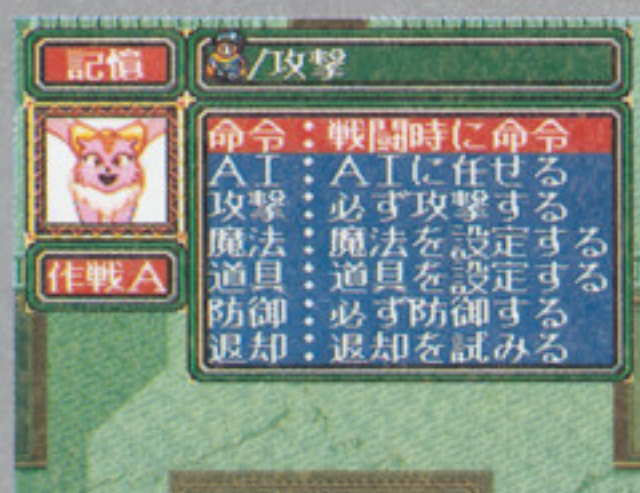 記憶
/攻撃
命令：戦闘時に命令
AI：AIに任せる
攻撃：必ず攻撃する
魔法：魔法を設定する
道具：道具を設定する
防御：必ず防御する
退却：退却を試みる
作戦A